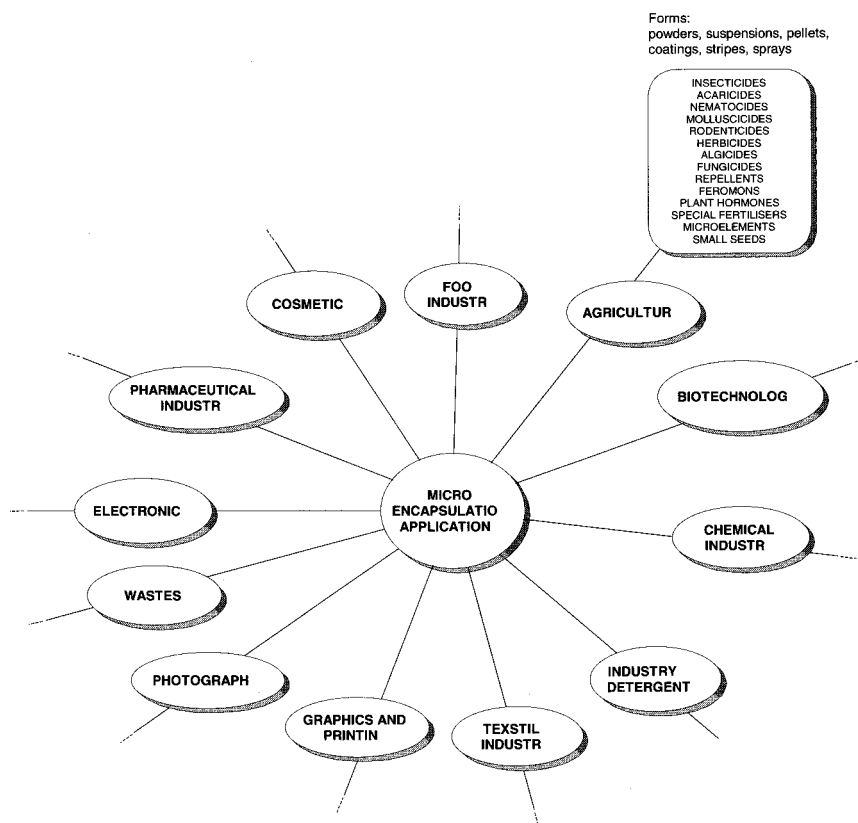 Forms:
powders, suspensions, pellets,
coatings, stripes, sprays
INSECTICIDES
ACARICIDES
NEMATOCIDES
MOLLUSCICIDES
RODENTICIDES
HERBICIDES
ALGICIDES
FUNGICIDES
REPELLENTS
FEROMONS
PLANT HORMONES
SPECIAL FERTILISERS
MICROELEMENTS
SMALL SEEDS
FOO
INDUSTR
COSMETIC
AGRICULTUR
PHARMACEUTICAL
INDUSTR
BIOTECHNOLOG
MICRO
ENCAPSULATIO
APPLICATION
ELECTRONIC
CHEMICAL
INDUSTR
WASTES
PHOTOGRAPH
INDUSTRY
DETERGENT
GRAPHICS AND
PRINTIN
TEXSTIL
INDUSTR